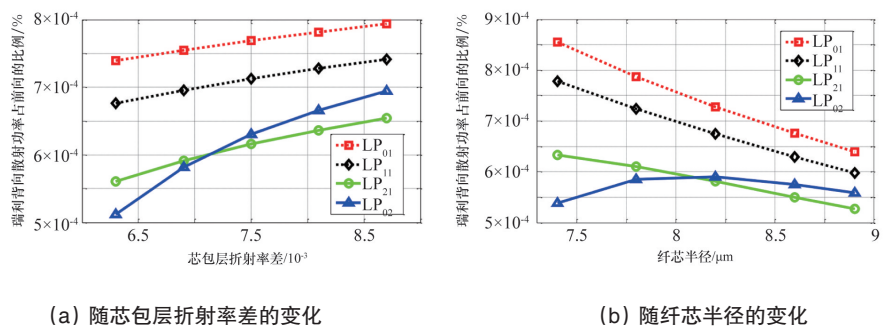 瑞利背向散射功率占前向的比例/%
8×10⁻⁴
7×10⁻⁴
6×10⁻⁴
5×10⁻⁴
6.5
7.5
8.5
芯包层折射率差/10⁻³
LP₀₁
LP₁₁
LP₂₁
LP₀₂
(a) 随芯包层折射率差的变化
瑞利背向散射功率占前向的比例/%
9×10⁻⁴
8×10⁻⁴
7×10⁻⁴
6×10⁻⁴
5×10⁻⁴
7.5
8
8.5
9
纤芯半径/μm
LP₀₁
LP₁₁
LP₂₁
LP₀₂
(b) 随纤芯半径的变化